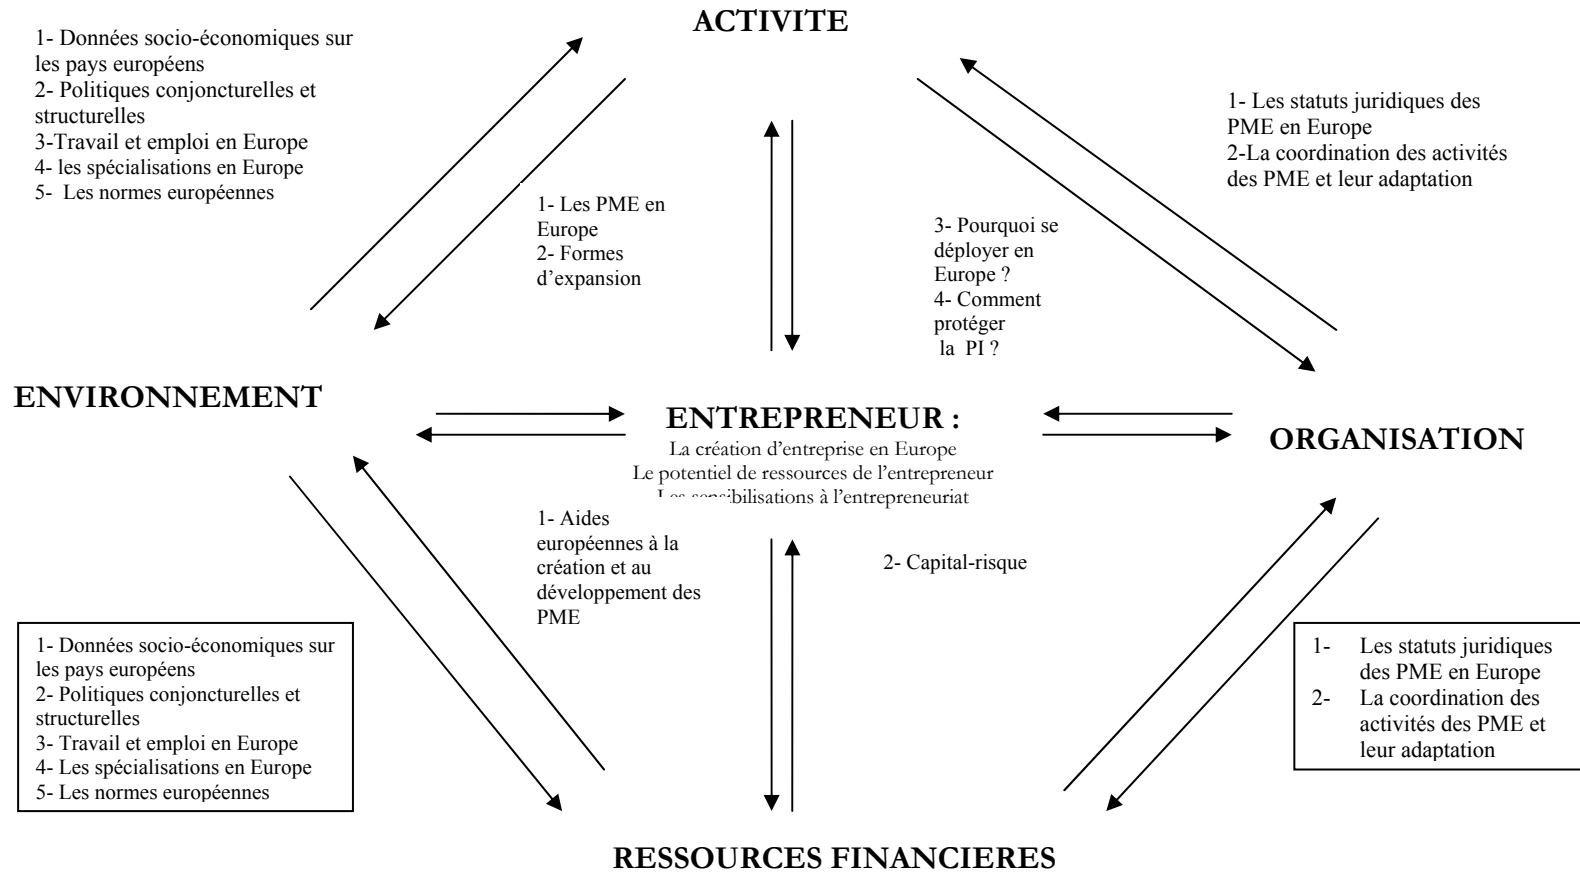 ACTIVITE
1- Données socio-économiques sur
les pays européens
2- Politiques conjoncturelles et
structurelles
3-Travail et emploi en Europe
4- les spécialisations en Europe
5-  Les normes européennes
1- Les statuts juridiques des
PME en Europe
2-La coordination des activités
des PME et leur adaptation
1- Les PME en
Europe
2- Formes
d’expansion
3- Pourquoi se
déployer en
Europe ?
4- Comment
protéger
la  PI ?
ENVIRONNEMENT
ENTREPRENEUR :
La création d’entreprise en Europe
Le potentiel de ressources de l’entrepreneur
Les sensibilisations à l’entrepreneuriat
ORGANISATION
1- Aides
européennes à la
création et au
développement des
PME
2- Capital-risque
1- Données socio-économiques sur
les pays européens
2- Politiques conjoncturelles et
structurelles
3- Travail et emploi en Europe
4- Les spécialisations en Europe
5- Les normes européennes
1- Les statuts juridiques
des PME en Europe
2- La coordination des
activités des PME et
leur adaptation
RESSOURCES FINANCIERES